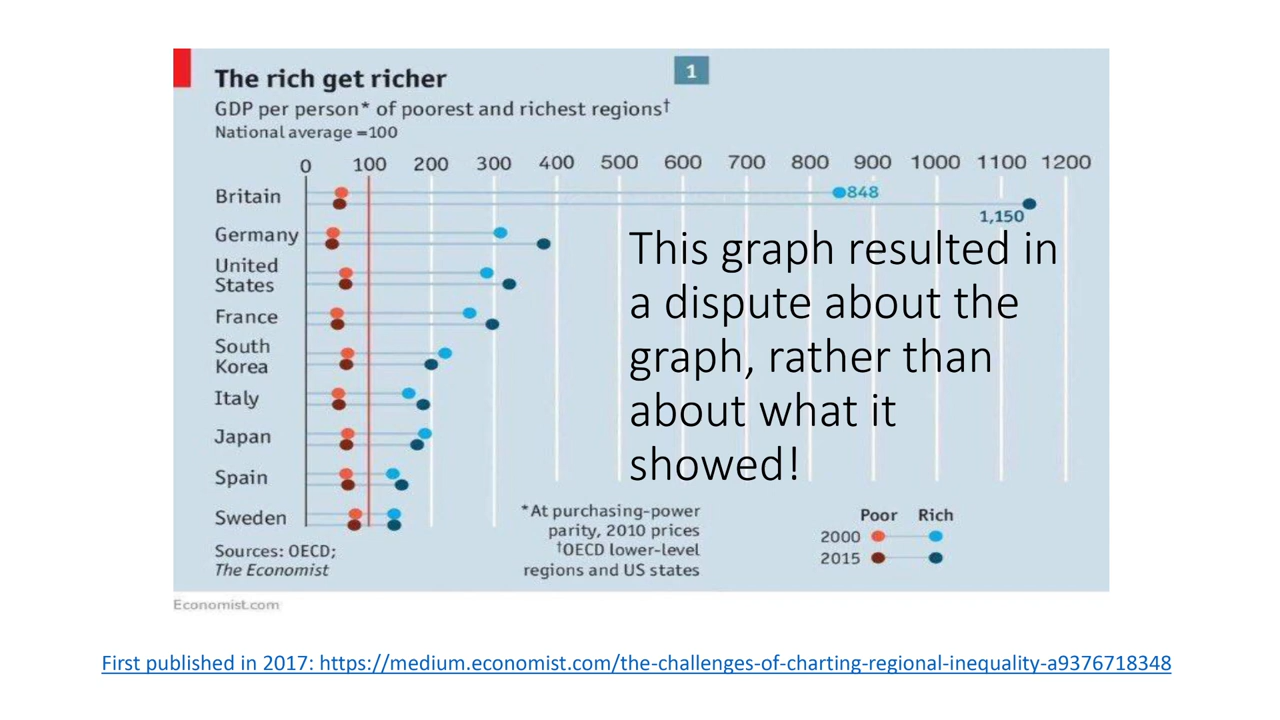 The rich get richer
1
GDP per person* of poorest and richest regions†
National average =100
0 100 200 300 400 500 600 700 800 900 1000 1100 1200
Britain
848
1,150
Germany
United
States
France
South
Korea
Italy
Japan
Spain
Sweden
This graph resulted in
a dispute about the
graph, rather than
about what it
showed!
Sources: OECD;
The Economist
*At purchasing-power
parity, 2010 prices
†OECD lower-level
regions and US states
Poor Rich
2000
2015
Economist.com
First published in 2017: https://medium.economist.com/the-challenges-of-charting-regional-inequality-a9376718348